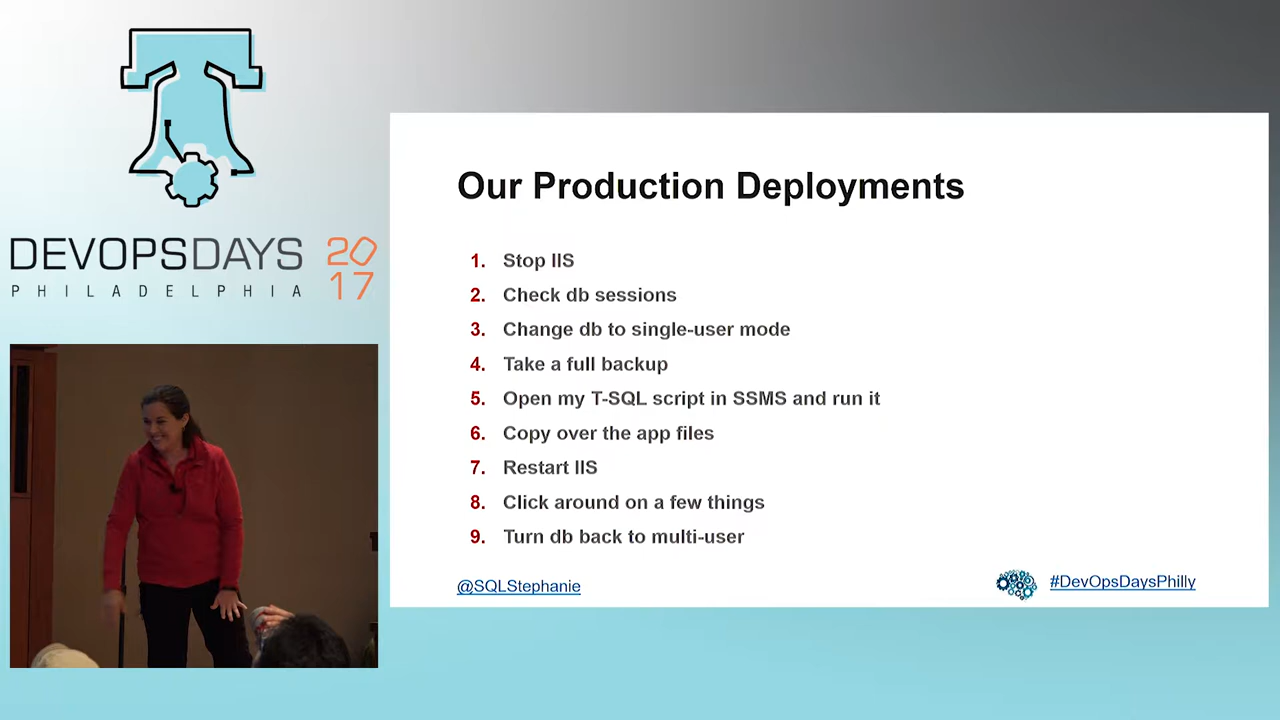 DEVOPSDAYS 2017
PHILADELPHIA
Our Production Deployments
1. Stop IIS
2. Check db sessions
3. Change db to single-user mode
4. Take a full backup
5. Open my T-SQL script in SSMS and run it
6. Copy over the app files
7. Restart IIS
8. Click around on a few things
9. Turn db back to multi-user
@SQLStephanie
#DevOpsDaysPhilly